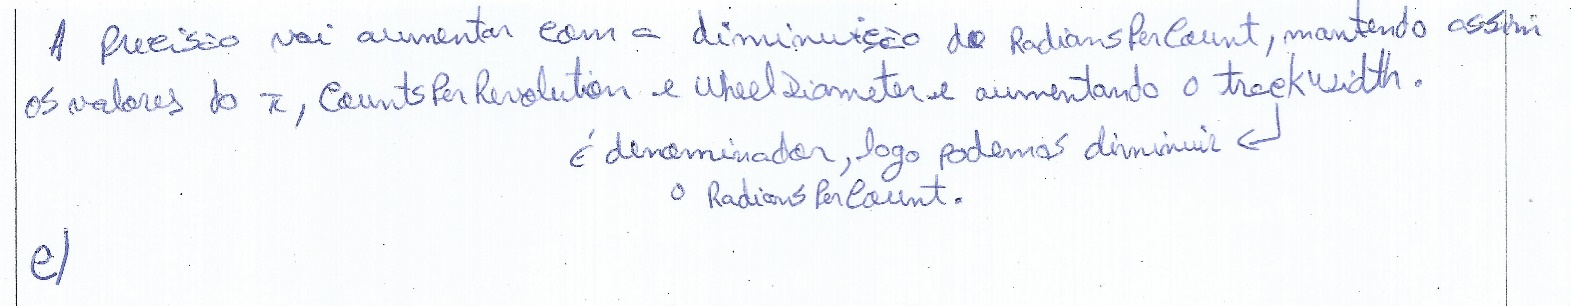 A precisão vai aumentar com a diminuição do RadiansPerCount, mantendo assim
os valores do π, CountsPerRevolution e WheelDiameter e aumentando o trackwidth.
É denominador, logo podemos diminuir
o RadiansPerCount.
e)